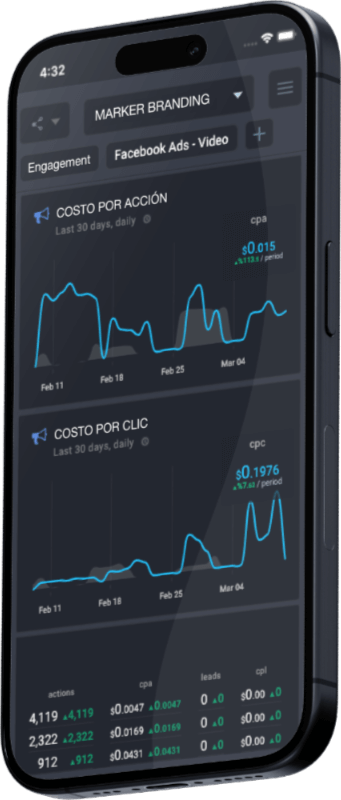 4:32
MARKER BRANDING
Engagement
Facebook Ads - Video
+
COSTO POR ACCIÓN
Last 30 days, daily
cpa
$0.015
▲%113.5 / period
Feb 11 Feb 18 Feb 25 Mar 04
COSTO POR CLIC
Last 30 days, daily
cpc
$0.1976
▲%7.63 / period
Feb 11 Feb 18 Feb 25 Mar 04
actions cpa leads cpl
4,119 ▲4,119 $0.0047 ▲0.0047 0 ▲0 $0.00 ▲0
2,322 ▲2,322 $0.0169 ▲0.0169 0 ▲0 $0.00 ▲0
912 ▲912 $0.0431 ▲0.0431 0 ▲0 $0.00 ▲0